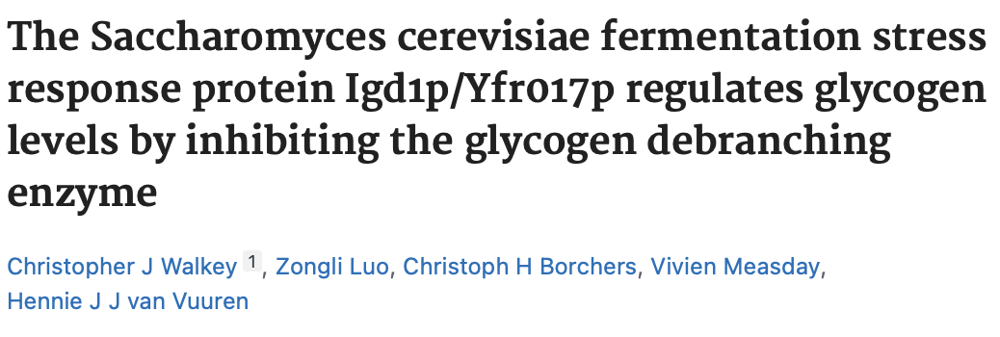 The Saccharomyces cerevisiae fermentation stress
response protein Igd1p/Yfr017p regulates glycogen
levels by inhibiting the glycogen debranching
enzyme
Christopher J Walkey 1, Zongli Luo, Christoph H Borchers, Vivien Measday,
Hennie J J van Vuuren